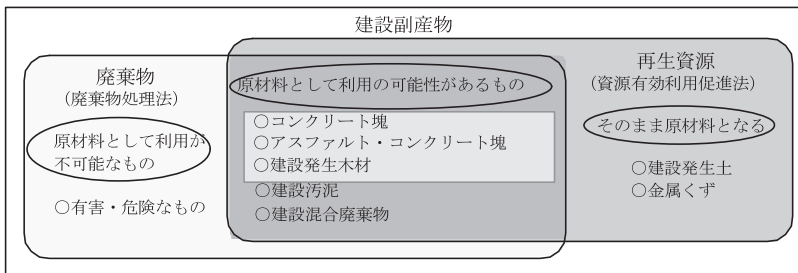 建設副産物
廃棄物
(廃棄物処理法)
原材料として利用が
不可能なもの
○有害・危険なもの
原材料として利用の可能性があるもの
○コンクリート塊
○アスファルト・コンクリート塊
○建設発生木材
○建設汚泥
○建設混合廃棄物
再生資源
(資源有効利用促進法)
そのまま原材料となる
○建設発生土
○金属くず